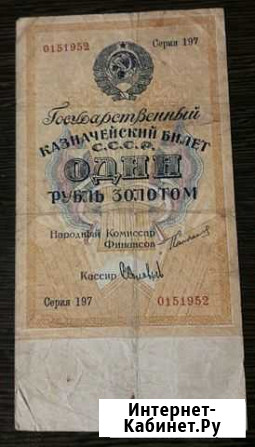 0151952 Серия 197
Государственный
КАЗНАЧЕЙСКИЙ БИЛЕТ
С.С.С.Р.
ОДИН
РУБЛЬ ЗОЛОТОМ
Народный Комиссар
Финансов
Кассир
Серия 197 0151952
Интернет-
Кабинет.Ру